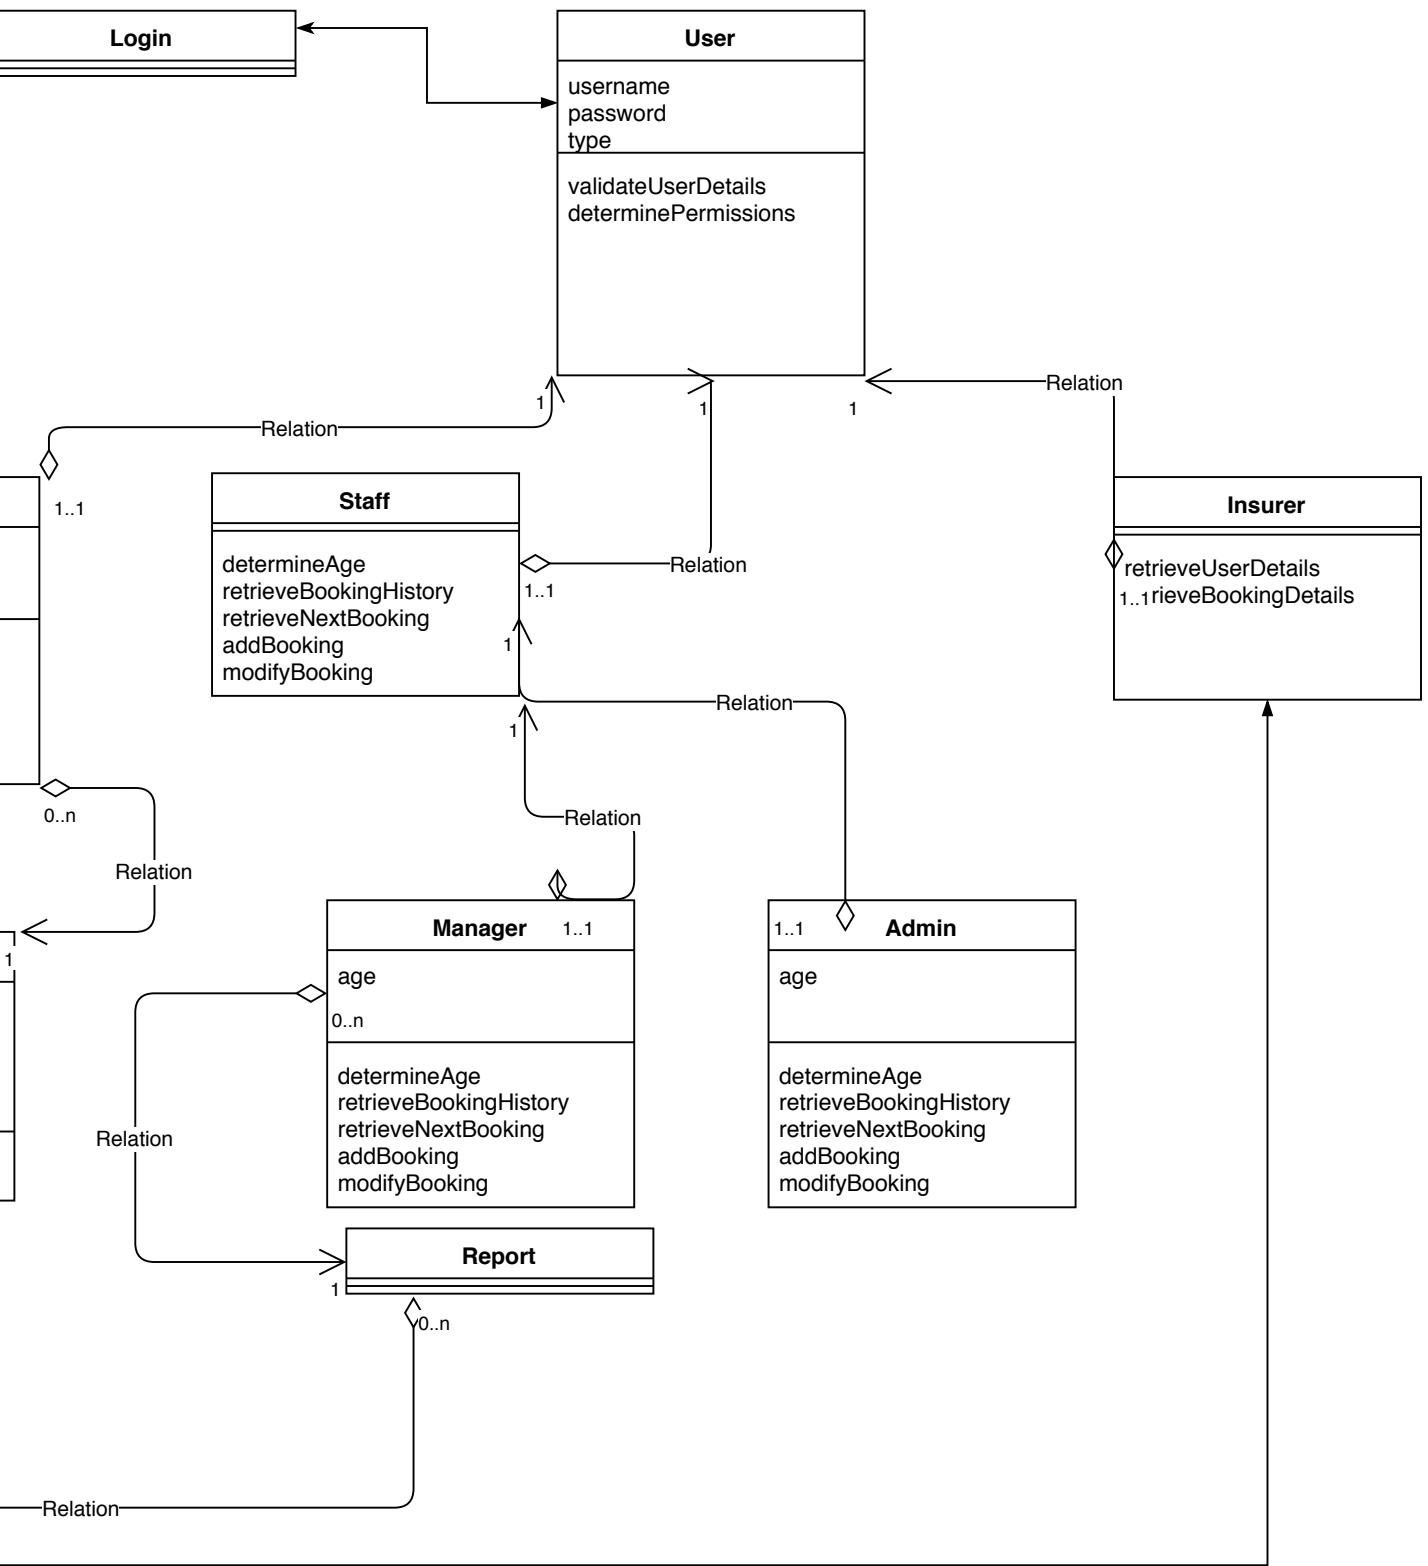 Login
User
username
password
type
validateUserDetails
determinePermissions
1
1
1
Relation
Relation
1..1
Staff
determineAge
retrieveBookingHistory
retrieveNextBooking
addBooking
modifyBooking
1..1
Relation
1
Insurer
retrieveUserDetails
1..1rieveBookingDetails
Relation
1
0..n
Relation
Relation
1
Manager
1..1
age
0..n
determineAge
retrieveBookingHistory
retrieveNextBooking
addBooking
modifyBooking
1..1
Admin
age
determineAge
retrieveBookingHistory
retrieveNextBooking
addBooking
modifyBooking
Relation
Report
1
0..n
Relation